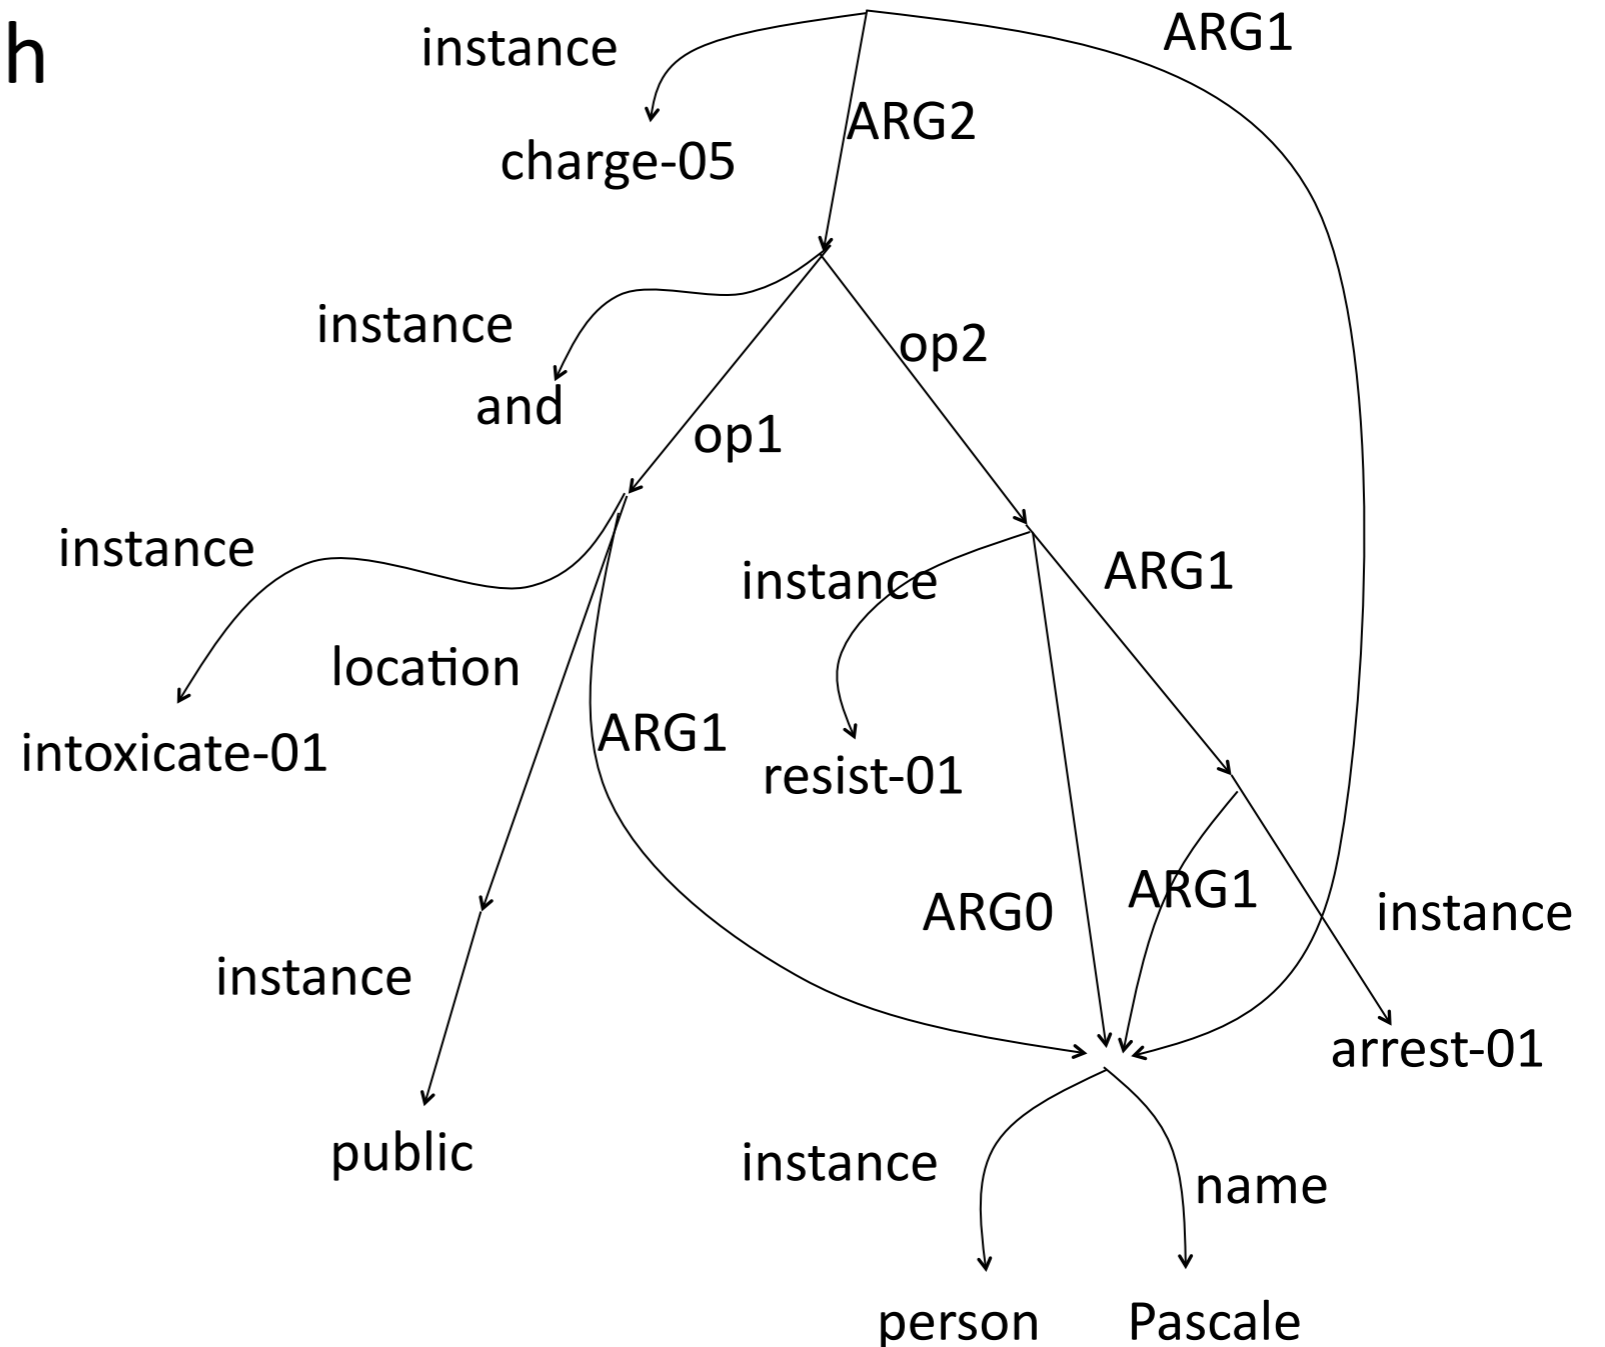 h
instance
ARG1
ARG2
charge-05
instance
op2
and
op1
instance
instance
ARG1
location
ARG1
intoxicate-01
resist-01
ARG0
ARG1
instance
instance
arrest-01
public
instance
name
person
Pascale